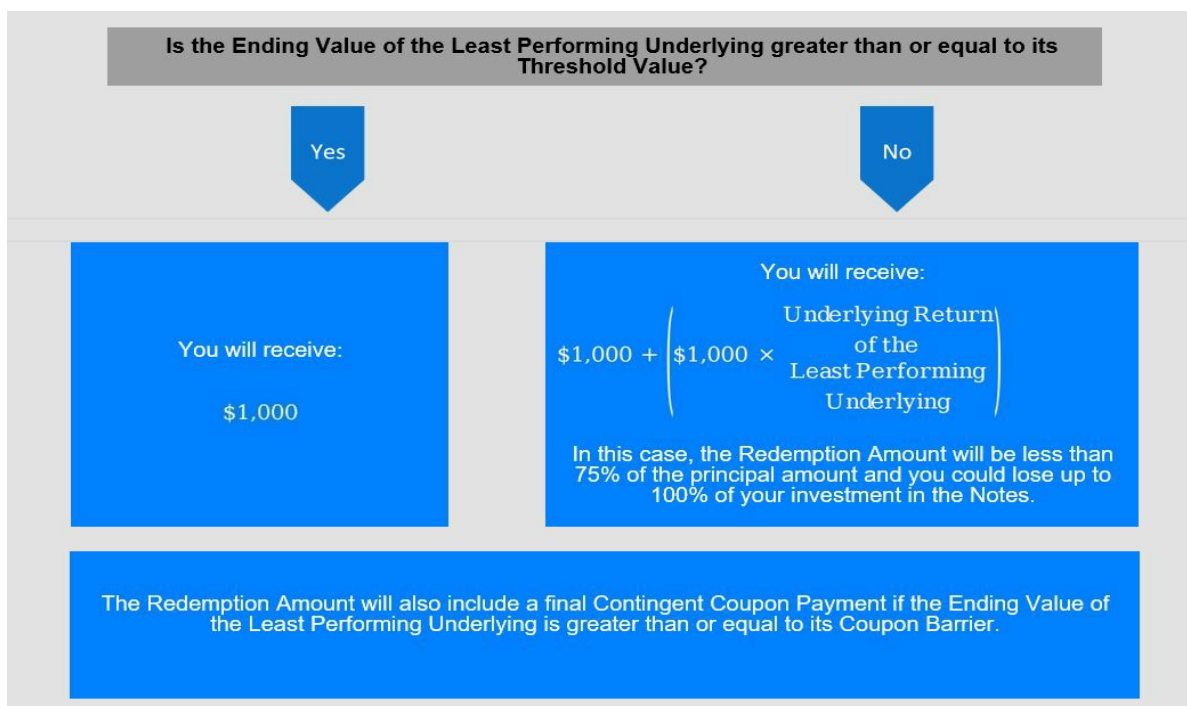 Is the Ending Value of the Least Performing Underlying greater than or equal to its
Threshold Value?
Yes
No
You will receive:
$1,000
You will receive:
$1,000 + ($1,000 × Underlying Return
of the
Least Performing
Underlying)
In this case, the Redemption Amount will be less than
75% of the principal amount and you could lose up to
100% of your investment in the Notes.
The Redemption Amount will also include a final Contingent Coupon Payment if the Ending Value of
the Least Performing Underlying is greater than or equal to its Coupon Barrier.